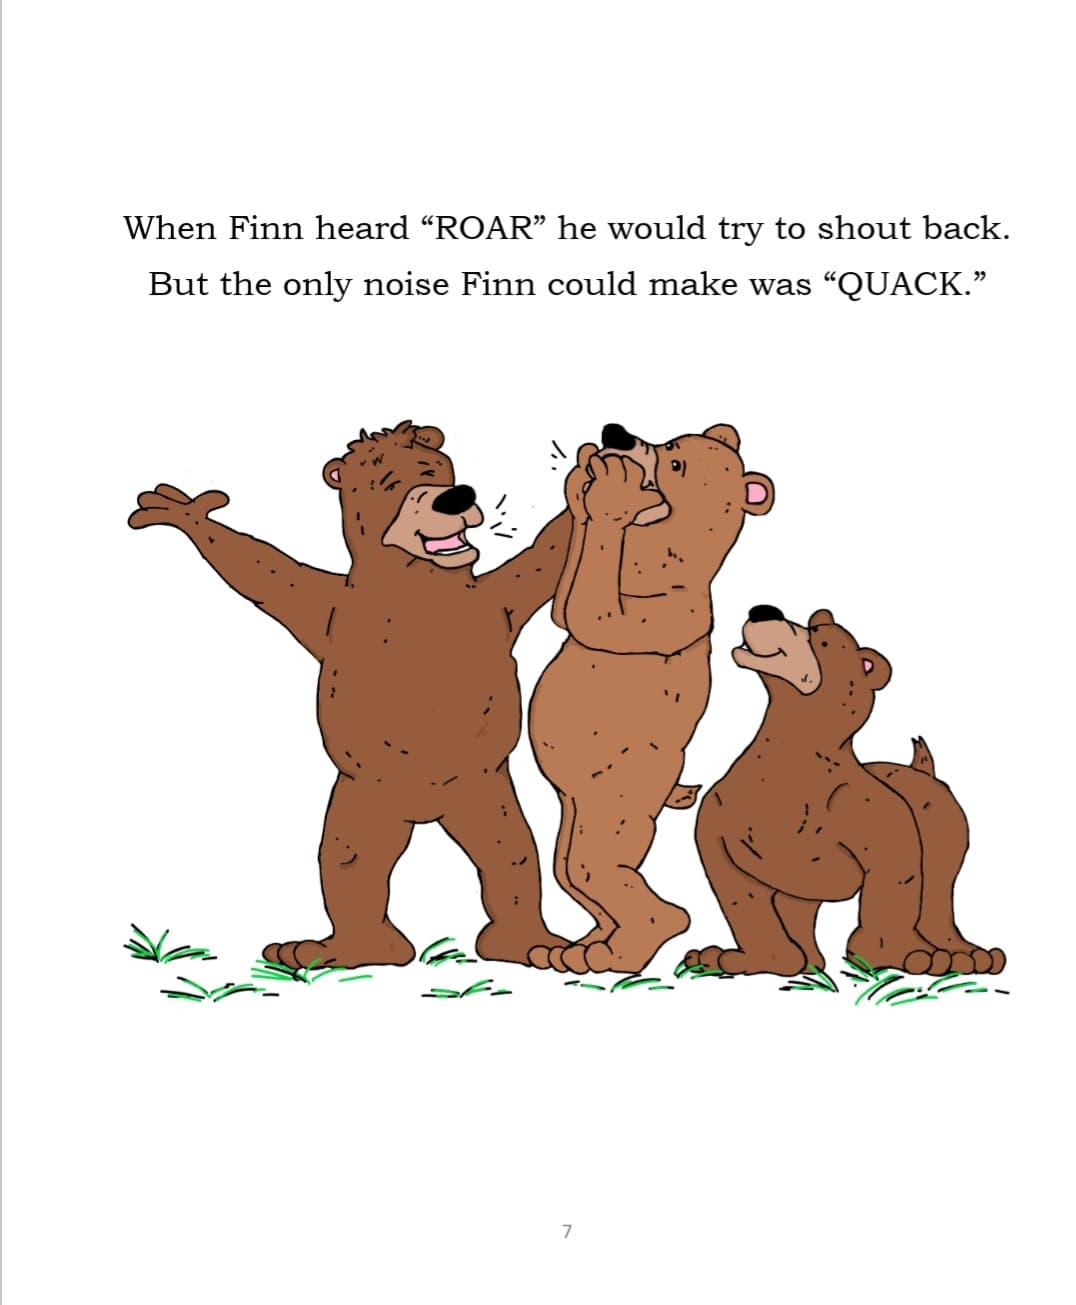 When Finn heard “ROAR” he would try to shout back.
But the only noise Finn could make was “QUACK.”
7